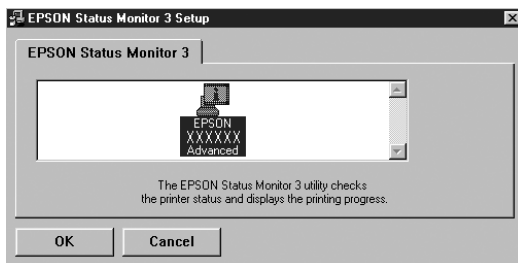 EPSON Status Monitor 3 Setup
EPSON Status Monitor 3
EPSON
XXXXXX
Advanced
The EPSON Status Monitor 3 utility checks
the printer status and displays the printing progress.
OK
Cancel